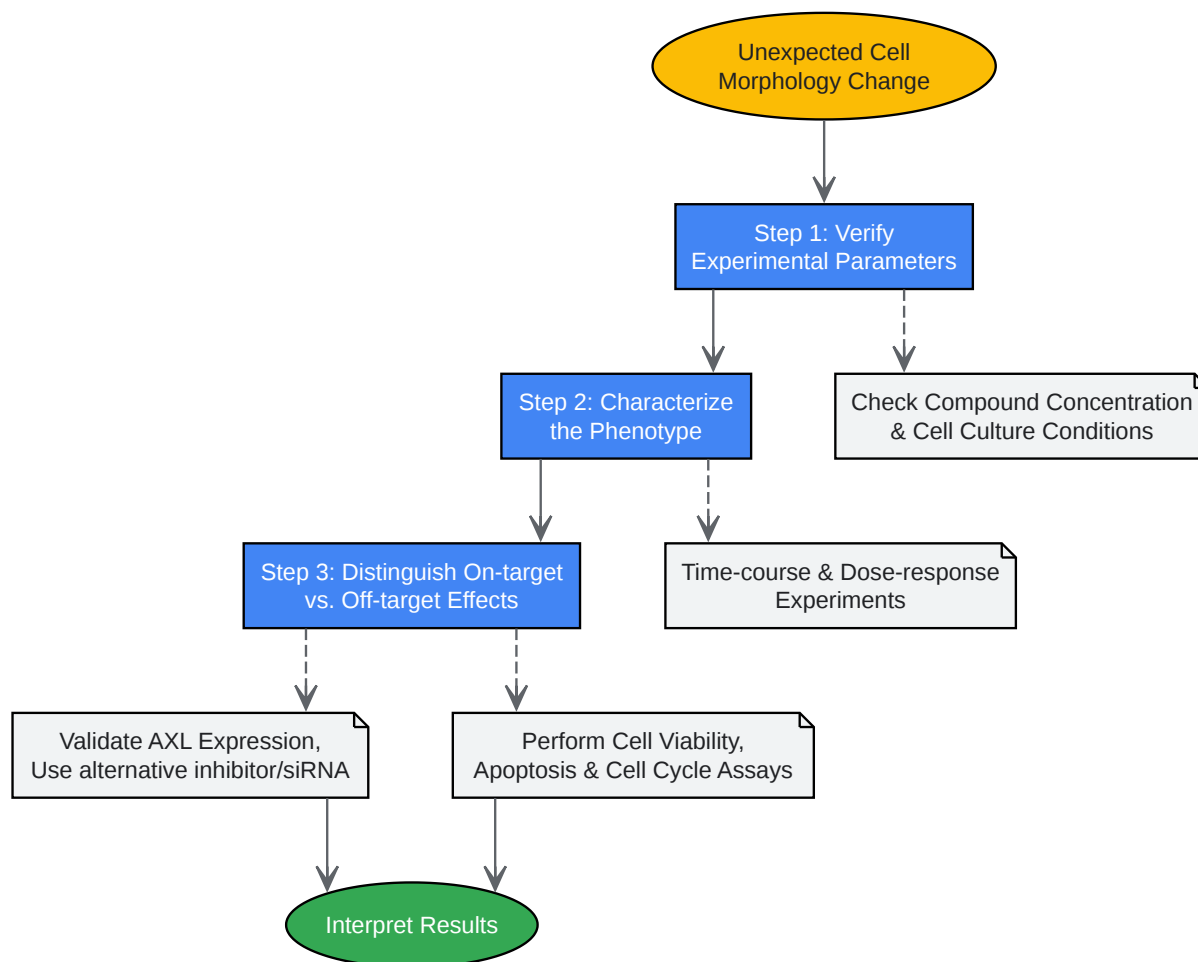 Unexpected Cell
Morphology Change
Step 1: Verify
Experimental Parameters
Step 2: Characterize
the Phenotype
Check Compound Concentration
& Cell Culture Conditions
Step 3: Distinguish On-target
vs. Off-target Effects
Time-course & Dose-response
Experiments
Validate AXL Expression,
Use alternative inhibitor/siRNA
Perform Cell Viability,
Apoptosis & Cell Cycle Assays
Interpret Results